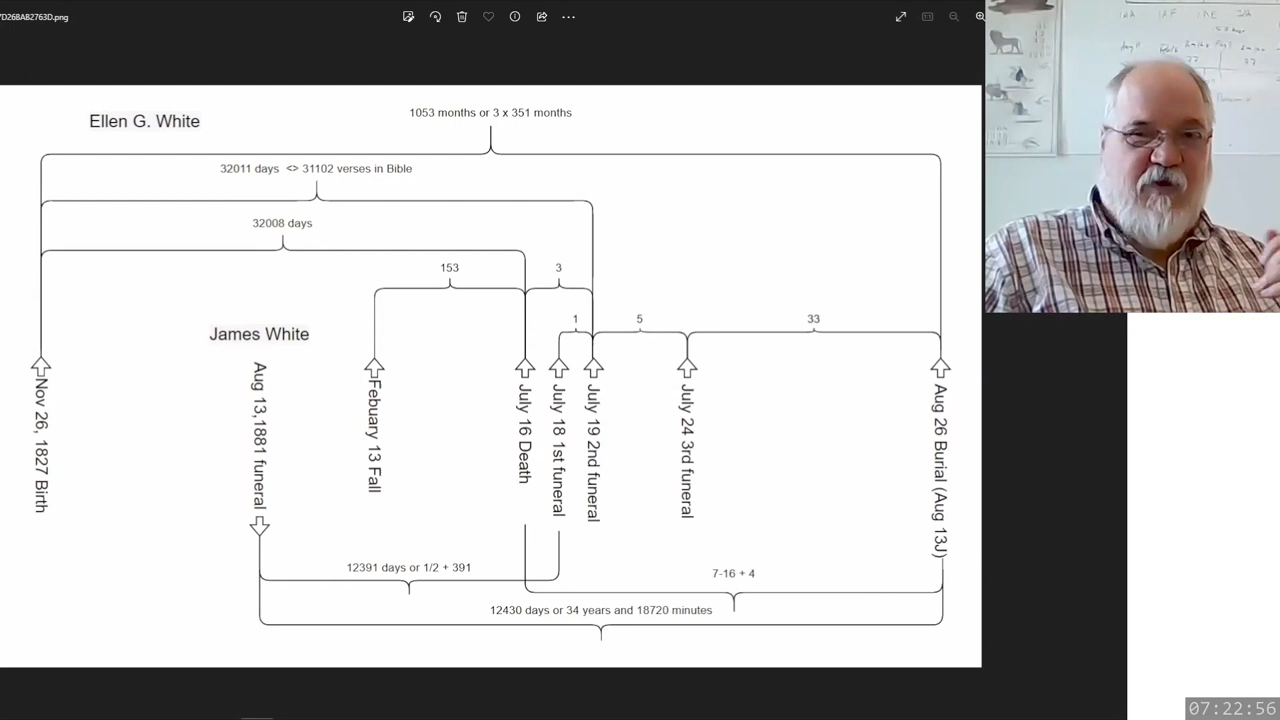 7D26BAB2763D.png
1053 months or 3 x 351 months
Ellen G. White
32011 days <> 31102 verses in Bible
32008 days
153
3
James White
1
5
33
Nov 26, 1827 Birth
Aug 13,1881 funeral
Febuary 13 Fall
July 16 Death
July 18 1st funeral
July 19 2nd funeral
July 24 3rd funeral
Aug 26 Burial (Aug 13J)
12391 days or 1/2 + 391
7-16 + 4
12430 days or 34 years and 18720 minutes
07:22:56